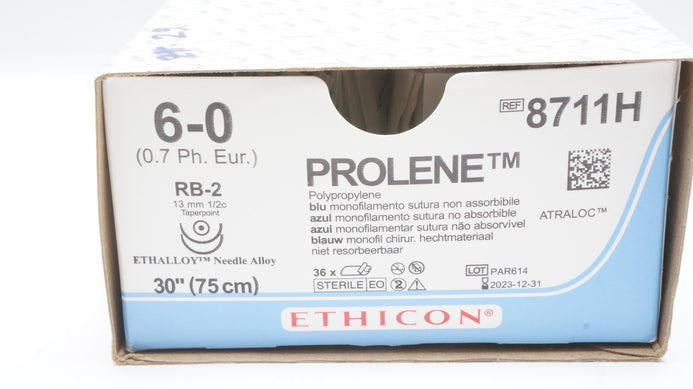 6-0
(0.7 Ph. Eur.)
RB-2
13 mm 1/2c
Taperpoint
ETHALLOY™ Needle Alloy
30" (75 cm)
PROLENE™
Polypropylene
blu monofilamento sutura non assorbibile
azul monofilamento sutura no absorbible
azul monofilamentar sutura não absorvível
blauw monofil chirur. hechtmateriaal
niet resorbeerbaar
36 x
STERILE EO 2
REF 8711H
ATRALOC™
LOT PAR614
2023-12-31
ETHICON®